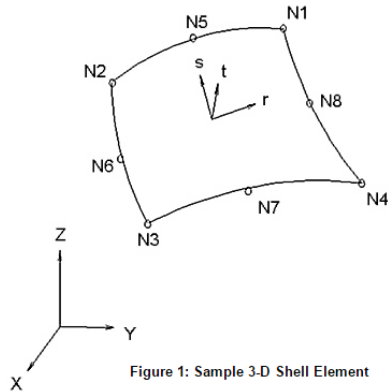 N1
N5
N2
s
t
r
N8
N6
N7
N4
N3
Z
Y
X
Figure 1: Sample 3-D Shell Element